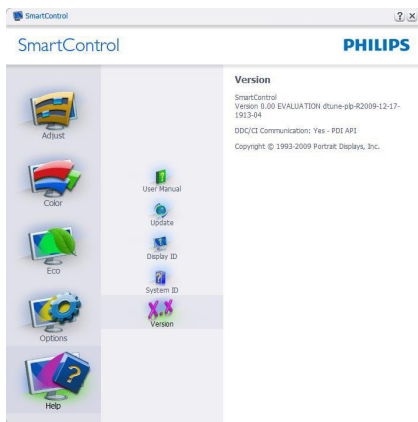 SmartControl
? X
SmartControl
PHILIPS
Adjust
Color
Eco
Options
Help
User Manual
Update
Display ID
System ID
X.X
Version
Version
SmartControl
Version 0.00 EVALUATION dtune-plp-R2009-12-17-
1913-04
DDC/CI Communication: Yes - PDI API
Copyright © 1993-2009 Portrait Displays, Inc.